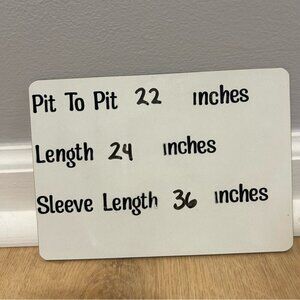 Pit To Pit 22 inches
Length 24 inches
Sleeve Length 36 inches